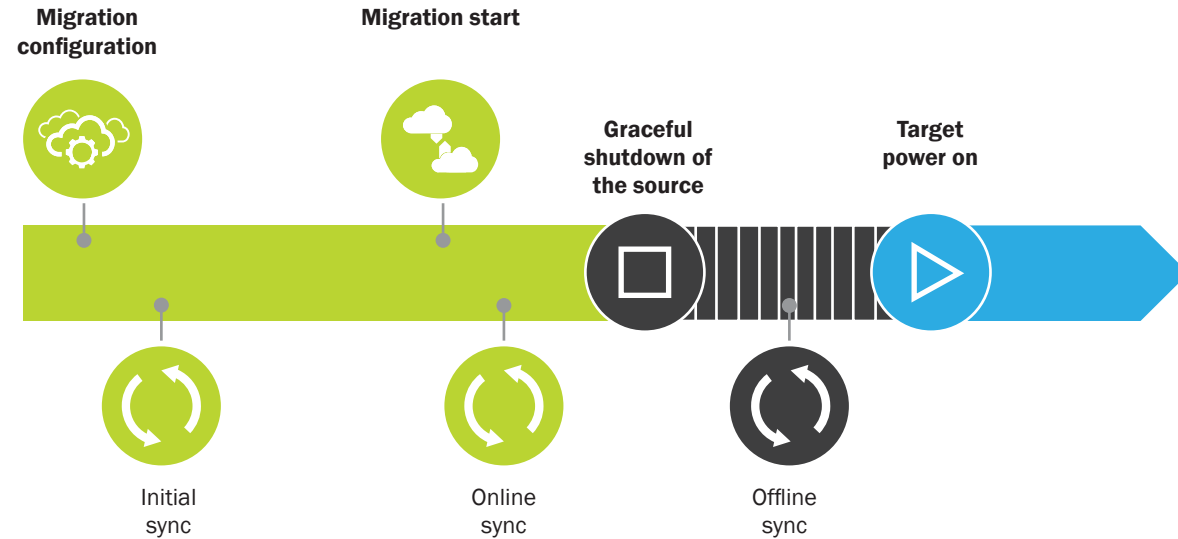 Migration
configuration
Migration start
Graceful
shutdown of
the source
Target
power on
Initial
sync
Online
sync
Offline
sync